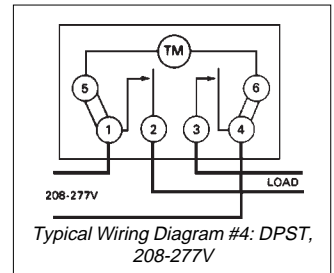 TM
5 6
1 2 3 4
LOAD
208-277V
Typical Wiring Diagram #4: DPST,
208-277V